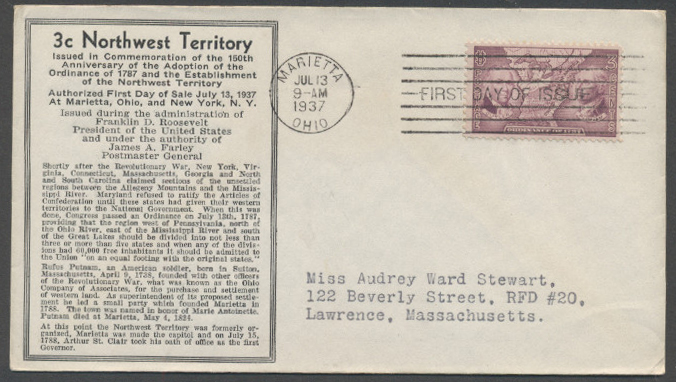 3c Northwest Territory
Issued in Commemoration of the 150th
Anniversary of the Adoption of the
Ordinance of 1787 and the Establishment
of the Northwest Territory
Authorized First Day of Sale July 13, 1937
At Marietta, Ohio, and New York, N. Y.
Issued during the administration of
Franklin D. Roosevelt
President of the United States
and under the authority of
James A. Farley
Postmaster General
Shortly after the Revolutionary War, New York, Vir-
ginia, Connecticut, Massachusetts, Georgia and North
and South Carolina claimed sections of the unsettled
regions between the Allegeny Mountains and the Missis-
sippi River. Maryland refused to ratify the Articles of
Confederation until these states had given their western
territories to the National Government. When this was
done, Congress passed an Ordinance on July 13th, 1787,
providing that the region west of Pennsylvania, north of
the Ohio River, east of the Mississippi River and south
of the Great Lakes should be divided into not less than
three or more than five states and when any of the divis-
ions had 60,000 free inhabitants it should be admitted to
the Union "on an equal footing with the original states."
Rufus Putnam, an American soldier, born in Sutton,
Massachusetts, April 9, 1738, founded with other officers
of the Revolutionary War, what was known as the Ohio
Company of Associates, for the purchase and settlement
of western land. As superintendent of its proposed settle-
ment he led a small party which founded Marietta in
1788. The town was named in honor of Marie Antoinette.
Putnam died at Marietta, May 4, 1824.
At this point the Northwest Territory was formerly or-
ganized, Marietta was made the capitol and on July 15,
1788, Arthur St. Clair took his oath of office as the first
Governor.
MARIETTA
JUL 13
9-AM
1937
OHIO
FIRST DAY OF ISSUE
ORDINANCE OF 1787
Miss Audrey Ward Stewart,
122 Beverly Street, RFD #20,
Lawrence, Massachusetts.